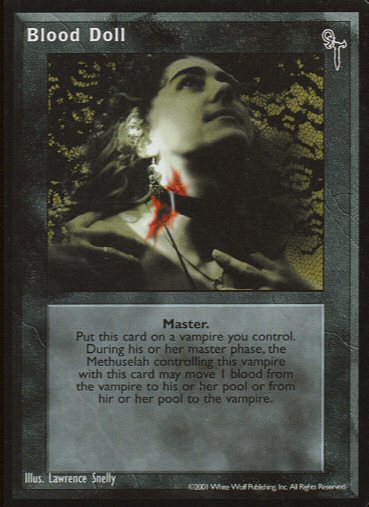 Blood Doll
Master.
Put this card on a vampire you control.
During his or her master phase, the
Methuselah controlling this vampire
with this card may move 1 blood from
the vampire to his or her pool or from
hir or her pool to the vampire.
Illus. Lawrence Snelly
©2001 White Wolf Publishing, Inc. All Rights Reserved.